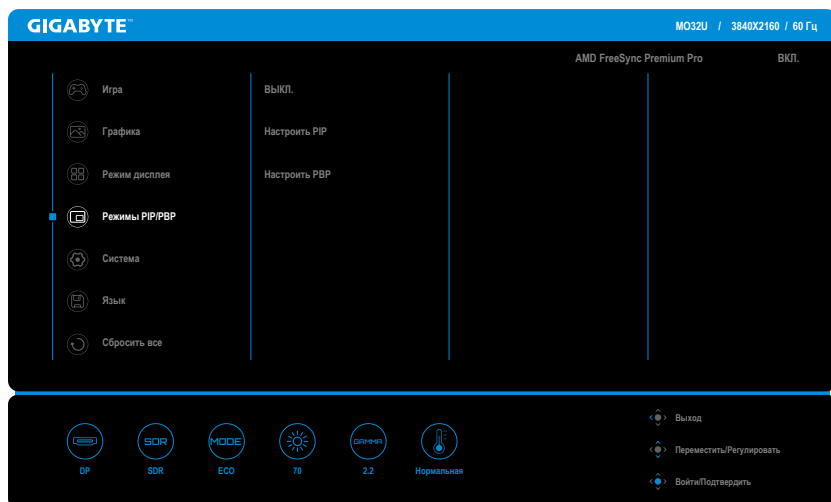 GIGABYTE™
MO32U / 3840X2160 / 60 Гц
AMD FreeSync Premium Pro ВКЛ.
Игра
ВЫКЛ.
Графика
Настроить PIP
Режим дисплея
Настроить PBP
Режимы PIP/PBP
Система
Язык
Сбросить все
Выход
Переместить/Регулировать
Войти/Подтвердить
SDR
MODE
GAMMA
DP
SDR
ECO
70
2.2
Нормальная